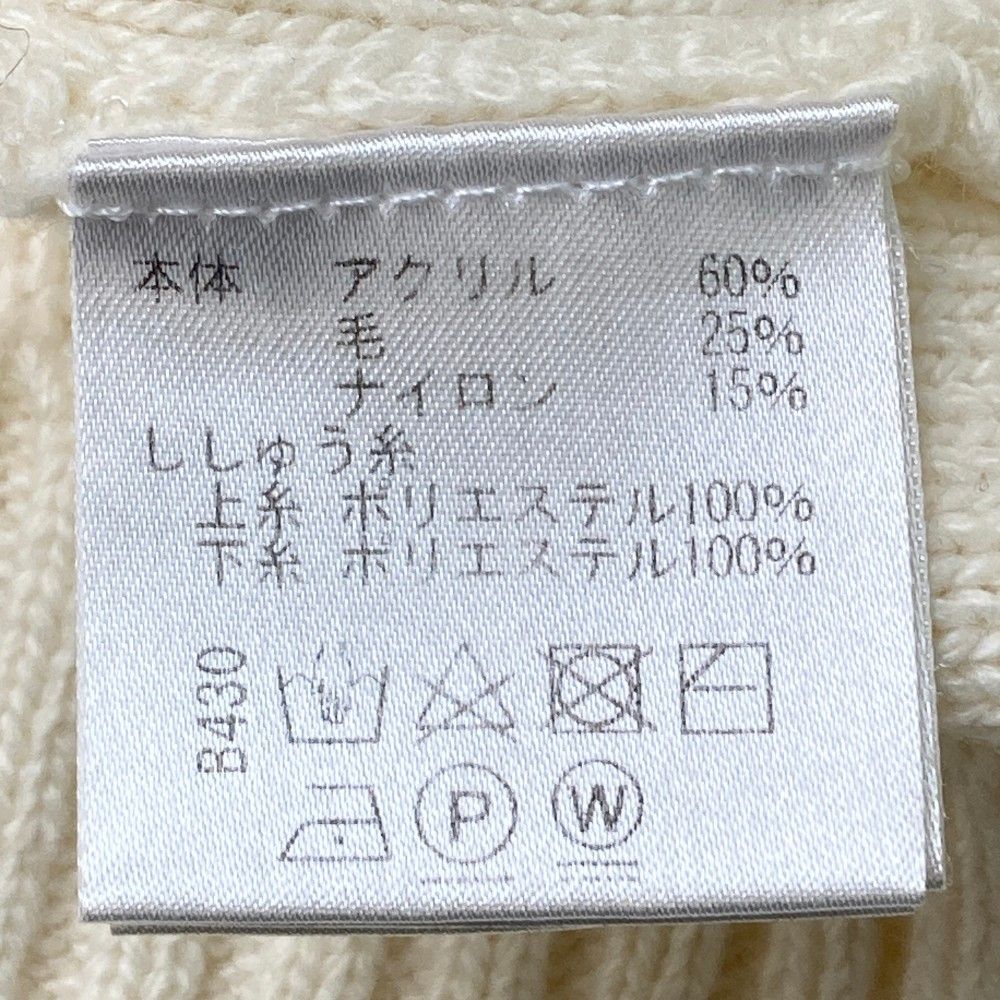 本体 アクリル 60%
毛 25%
ナイロン 15%
ししゅう糸
上糸 ポリエステル100%
下糸 ポリエステル100%
B430
P W